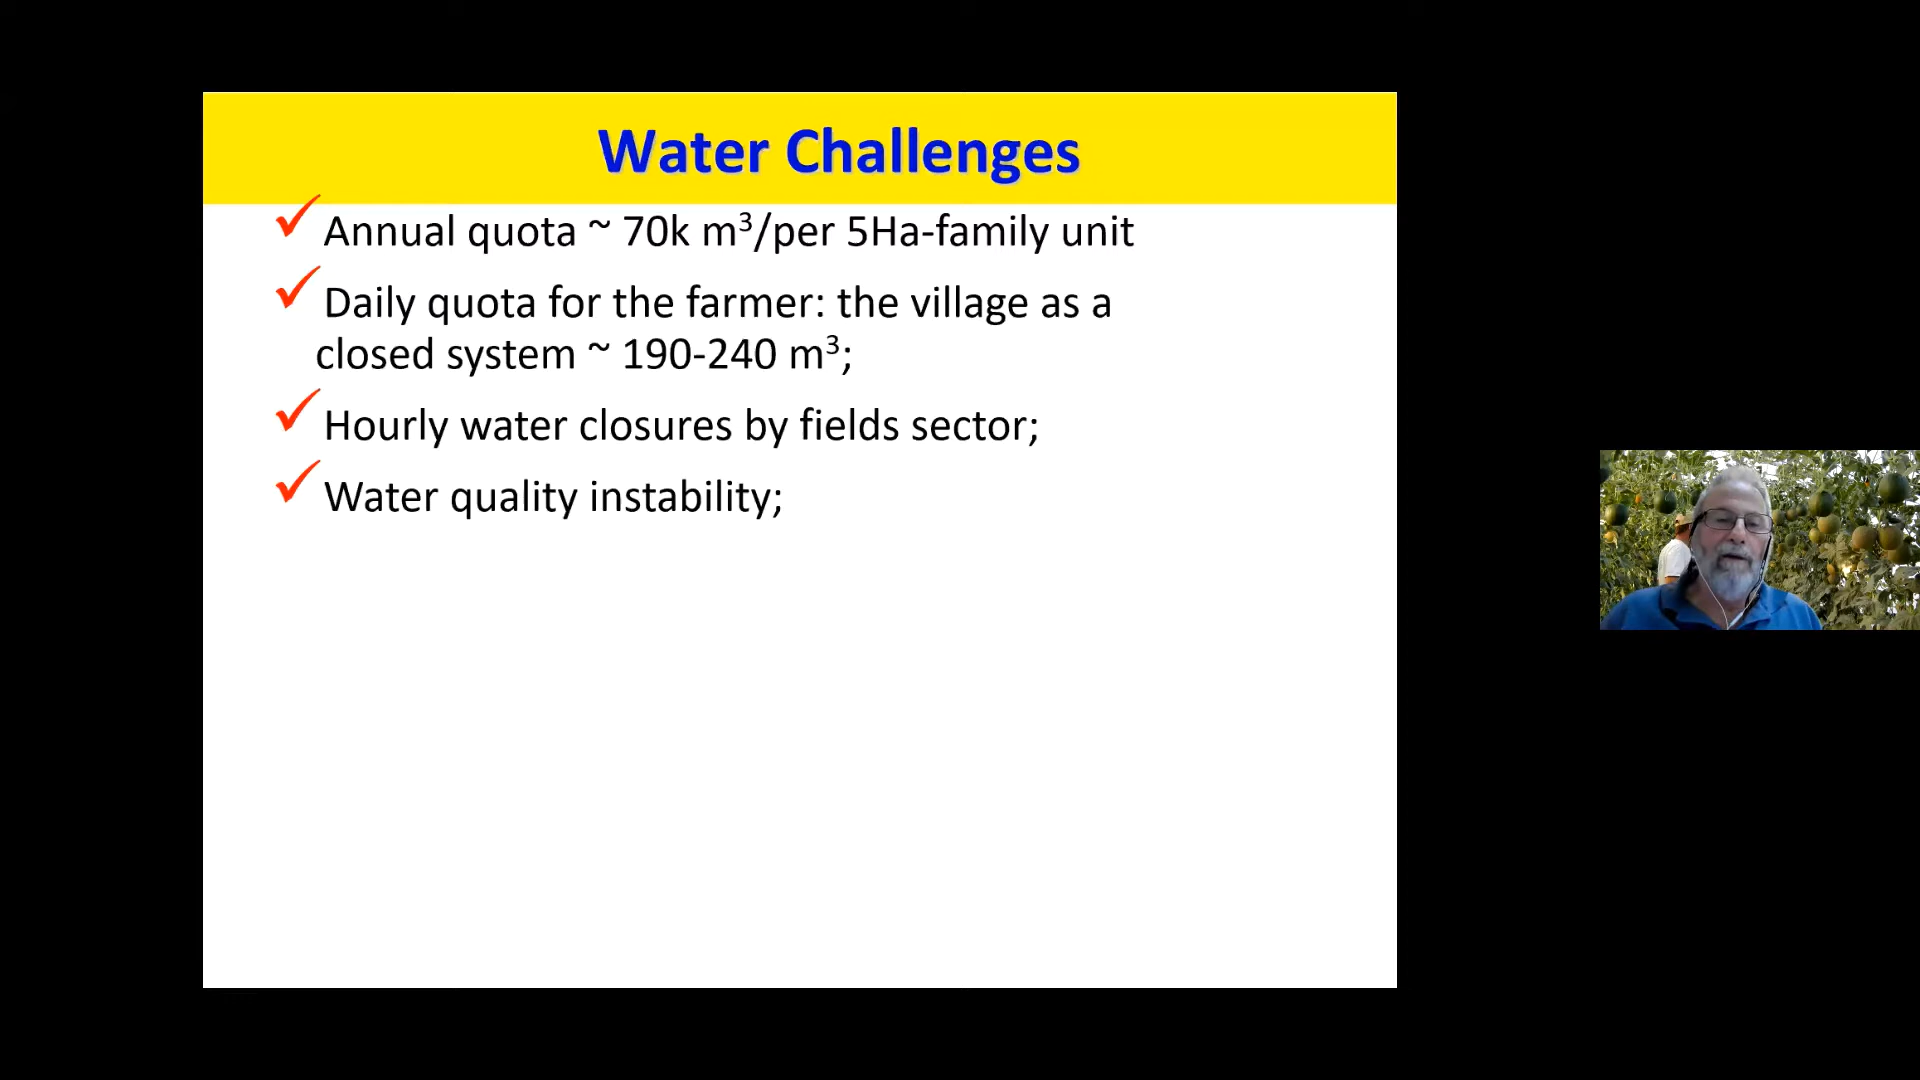 Water Challenges
✓Annual quota ~ 70k m³/per 5Ha-family unit
✓Daily quota for the farmer: the village as a
closed system ~ 190-240 m³;
✓Hourly water closures by fields sector;
✓Water quality instability;